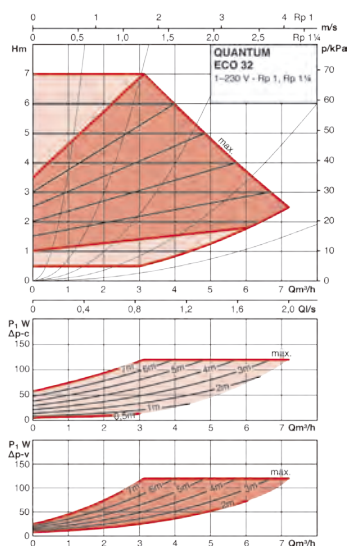 0 1 2 3 4 Rp 1
m/s
0 0,5 1,0 1,5 2,0 2,5 Rp 1¼
Hm
p/kPa
QUANTUM
ECO 32
1~230 V - Rp 1, Rp 1¼
7
6
5
4
3
2
1
0
70
60
50
40
30
20
10
0
max.
0 1 2 3 4 5 6 7 Qm³/h
0 0,4 0,8 1,2 1,6 2,0 Ql/s
P₁ W
Δp-c
150
100
50
0
max.
7m 6m 5m 4m 3m
2m
1m
0,5m
0 1 2 3 4 5 6 7 Qm³/h
P₁ W
Δp-v
150
100
50
0
max.
7m 6m 5m 4m 3m
2m
0 1 2 3 4 5 6 7 Qm³/h